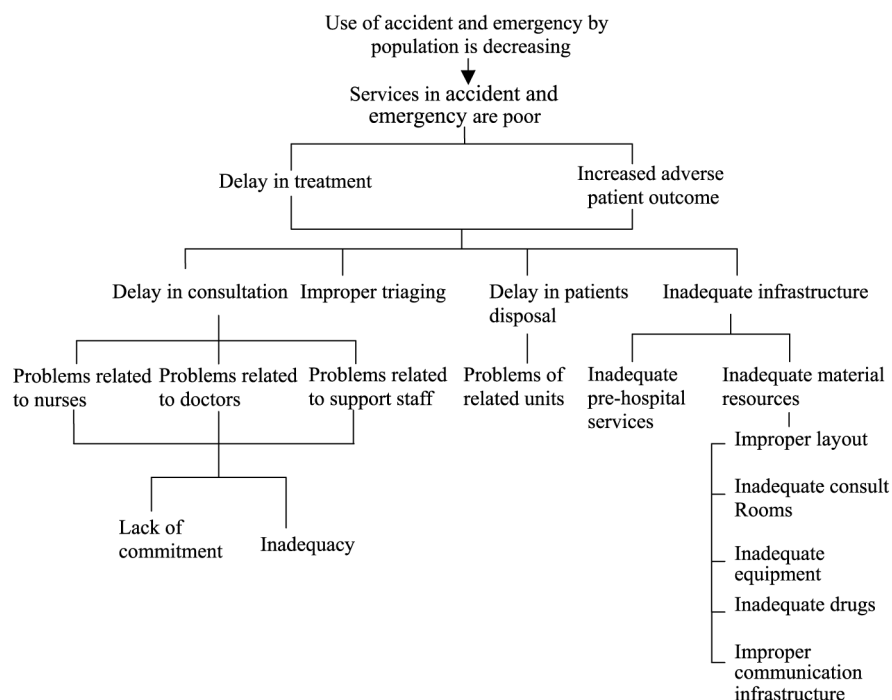 Use of accident and emergency by
population is decreasing
Services in accident and
emergency are poor
Delay in treatment
Increased adverse
patient outcome
Delay in consultation
Improper triaging
Delay in patients
disposal
Inadequate infrastructure
Problems related
to nurses
Problems related
to doctors
Problems related
to support staff
Problems of
related units
Inadequate
pre-hospital
services
Inadequate material
resources
Improper layout
Inadequate consult
Rooms
Inadequate
equipment
Inadequate drugs
Improper
communication
infrastructure
Lack of
commitment
Inadequacy